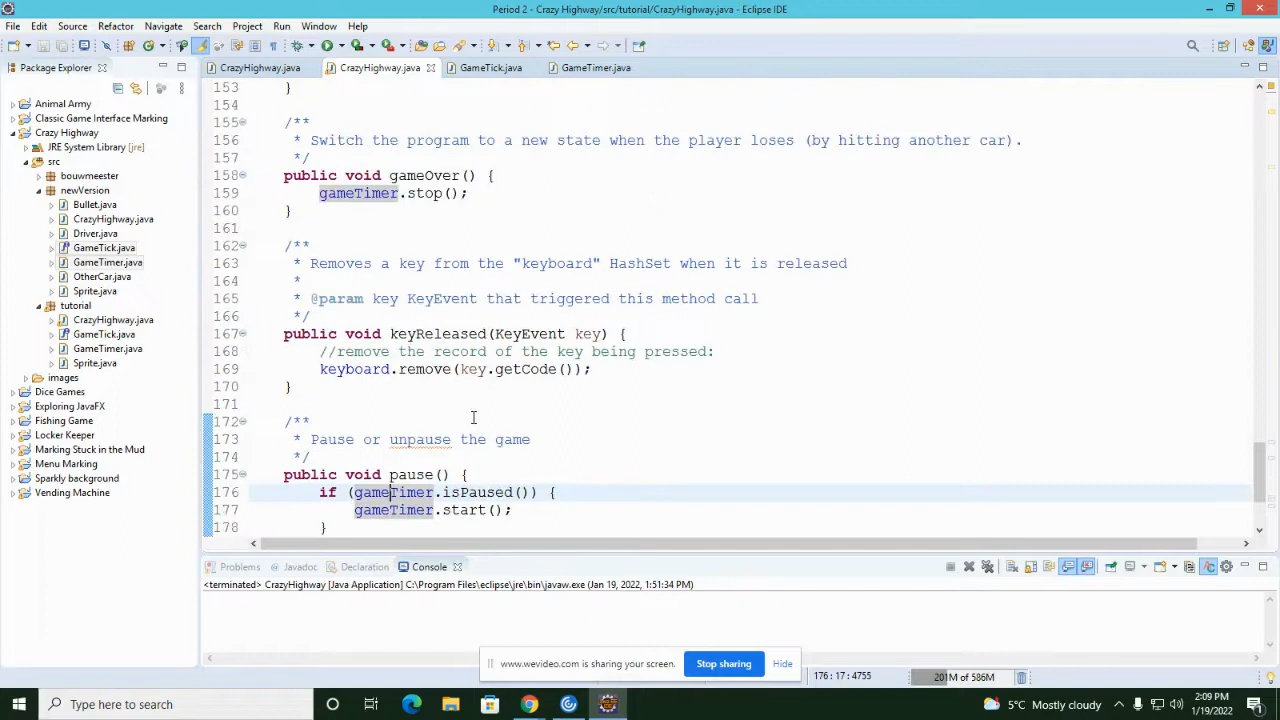 Period 2 - Crazy Highway/src/tutorial/CrazyHighway.java - Eclipse IDE
File Edit Source Refactor Navigate Search Project Run Window Help
Package Explorer
CrazyHighway.java CrazyHighway.java GameTick.java GameTimer.java
Animal Army
Classic Game Interface Marking
Crazy Highway
JRE System Library [jre]
src
bouwmeester
newVersion
Bullet.java
CrazyHighway.java
Driver.java
GameTick.java
GameTimer.java
OtherCar.java
Sprite.java
tutorial
CrazyHighway.java
GameTick.java
GameTimer.java
Sprite.java
images
Dice Games
Exploring JavaFX
Fishing Game
Locker Keeper
Marking Stuck in the Mud
Menu Marking
Sparkly background
Vending Machine
153 }
154
155 /**
156 * Switch the program to a new state when the player loses (by hitting another car).
157 */
158 public void gameOver() {
159 gameTimer.stop();
160 }
161
162 /**
163 * Removes a key from the "keyboard" HashSet when it is released
164 *
165 * @param key KeyEvent that triggered this method call
166 */
167 public void keyReleased(KeyEvent key) {
168 //remove the record of the key being pressed:
169 keyboard.remove(key.getCode());
170 }
171
172 /**
173 * Pause or unpause the game
174 */
175 public void pause() {
176 if (gameTimer.isPaused()) {
177 gameTimer.start();
178 }
Problems Javadoc Declaration Console
<terminated> CrazyHighway [Java Application] C:\Program Files\eclipse\jre\bin\javaw.exe (Jan 19, 2022, 1:51:34 PM)
www.wevideo.com is sharing your screen. Stop sharing Hide
176 : 17 : 4755
201M of 586M
Type here to search
5°C Mostly cloudy
2:09 PM
1/19/2022